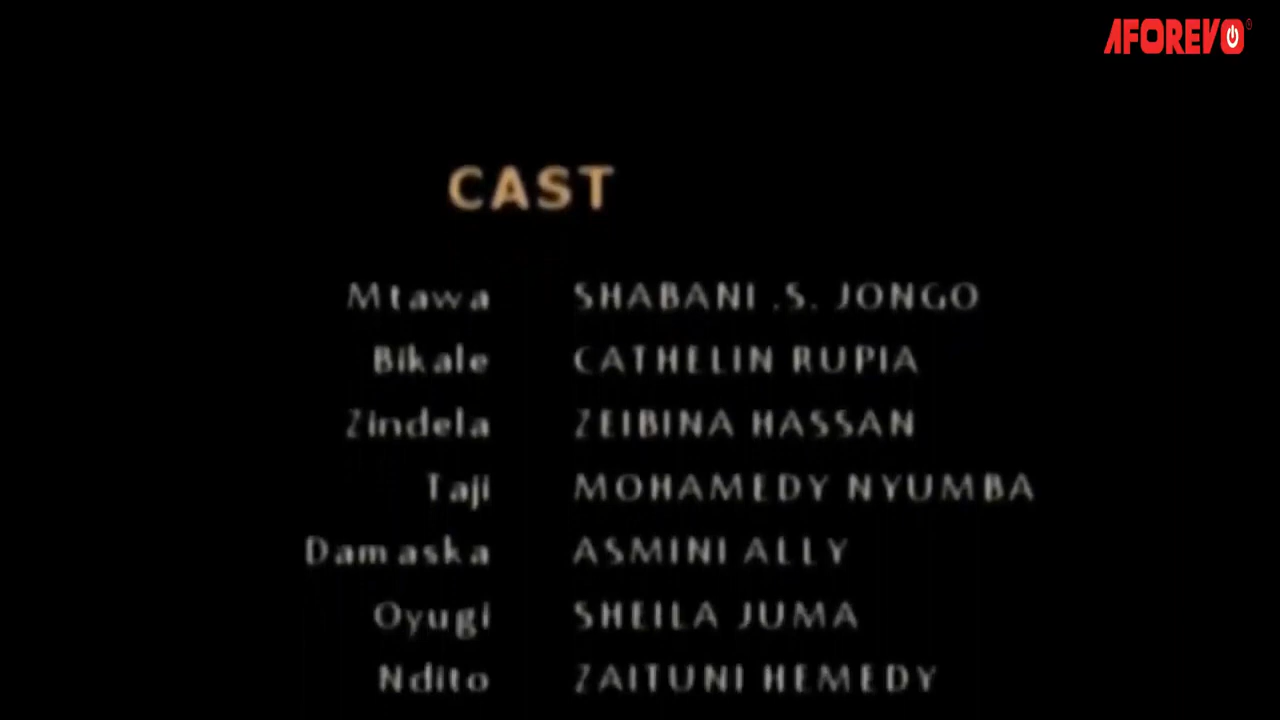 AFOREVO
CAST
Mtawa SHABANI .S. JONGO
Bikale CATHELIN RUPIA
Zindela ZEIBINA HASSAN
Taji MOHAMEDY NYUMBA
Damaska ASMINI ALLY
Oyugi SHEILA JUMA
Ndito ZAITUNI HEMEDY